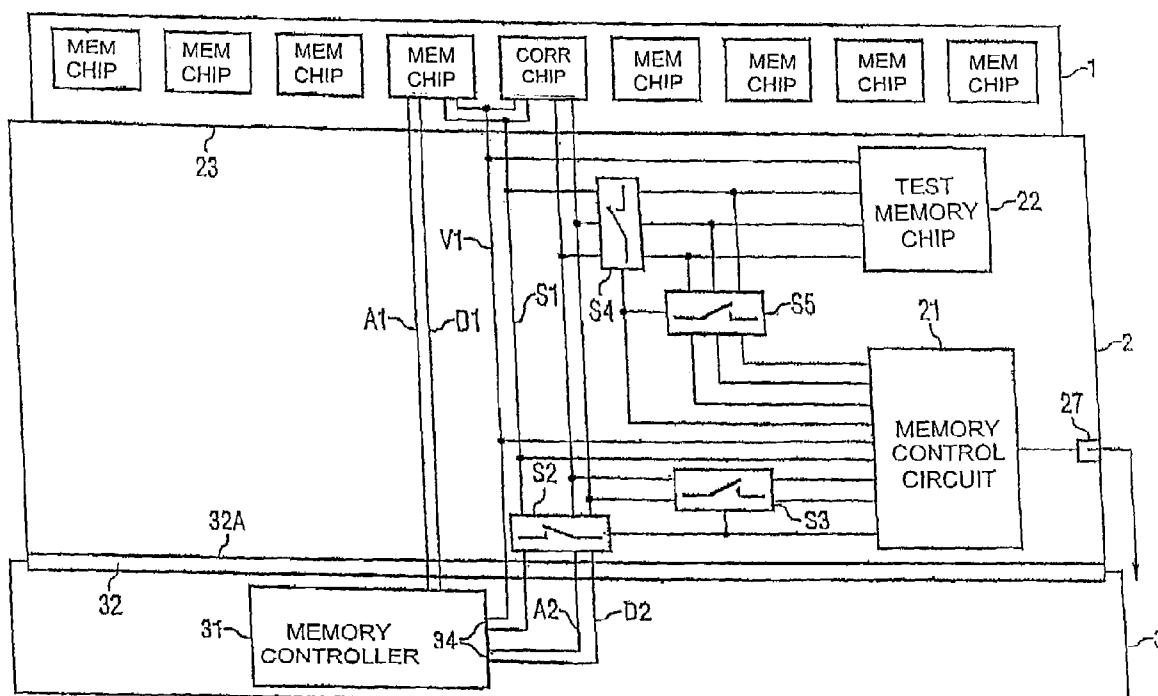 MEM
CHIP
MEM
CHIP
MEM
CHIP
MEM
CHIP
CORR
CHIP
MEM
CHIP
MEM
CHIP
MEM
CHIP
MEM
CHIP
1
23
TEST
MEMORY
CHIP
22
V1
S1
S4
S5
A1
D1
21
2
MEMORY
CONTROL
CIRCUIT
27
S2
S3
32A
32
A2
D2
31
MEMORY
CONTROLLER
34
3